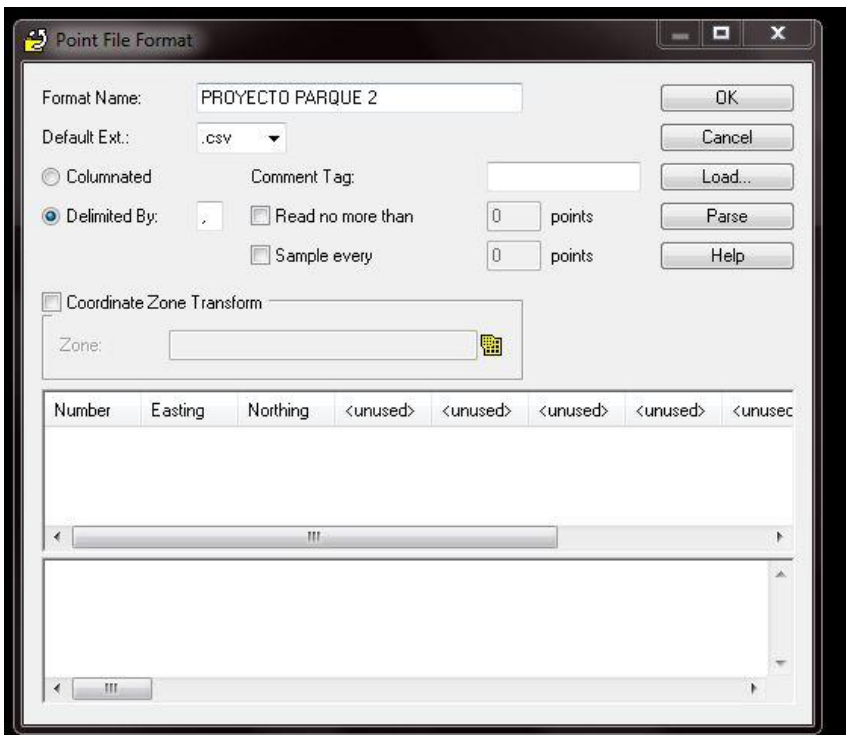 Point File Format
Format Name: PROYECTO PARQUE 2 OK
Default Ext.: .csv Cancel
Columnated Comment Tag: Load...
Delimited By: , Read no more than 0 points Parse
Sample every 0 points Help
Coordinate Zone Transform
Zone:
Number Easting Northing <unused> <unused> <unused> <unused> <unused